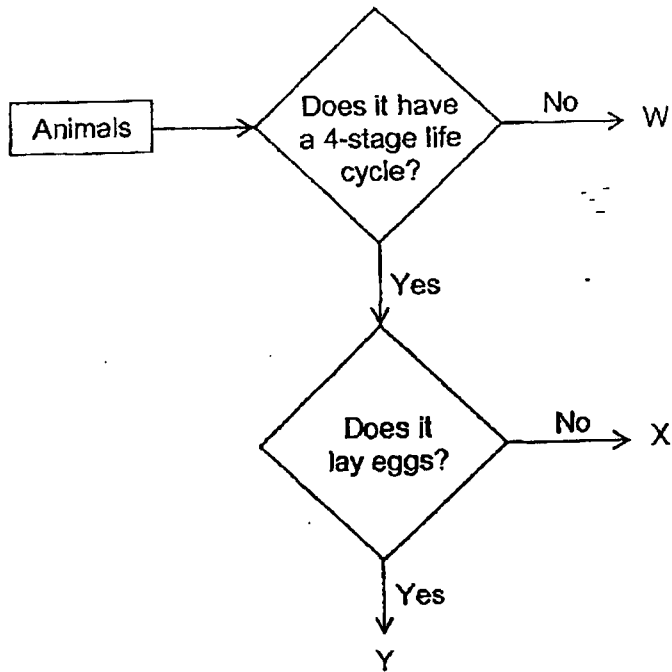 Animals
Does it have
a 4-stage life
cycle?
No
W
Yes
Does it
lay eggs?
No
X
Yes
Y